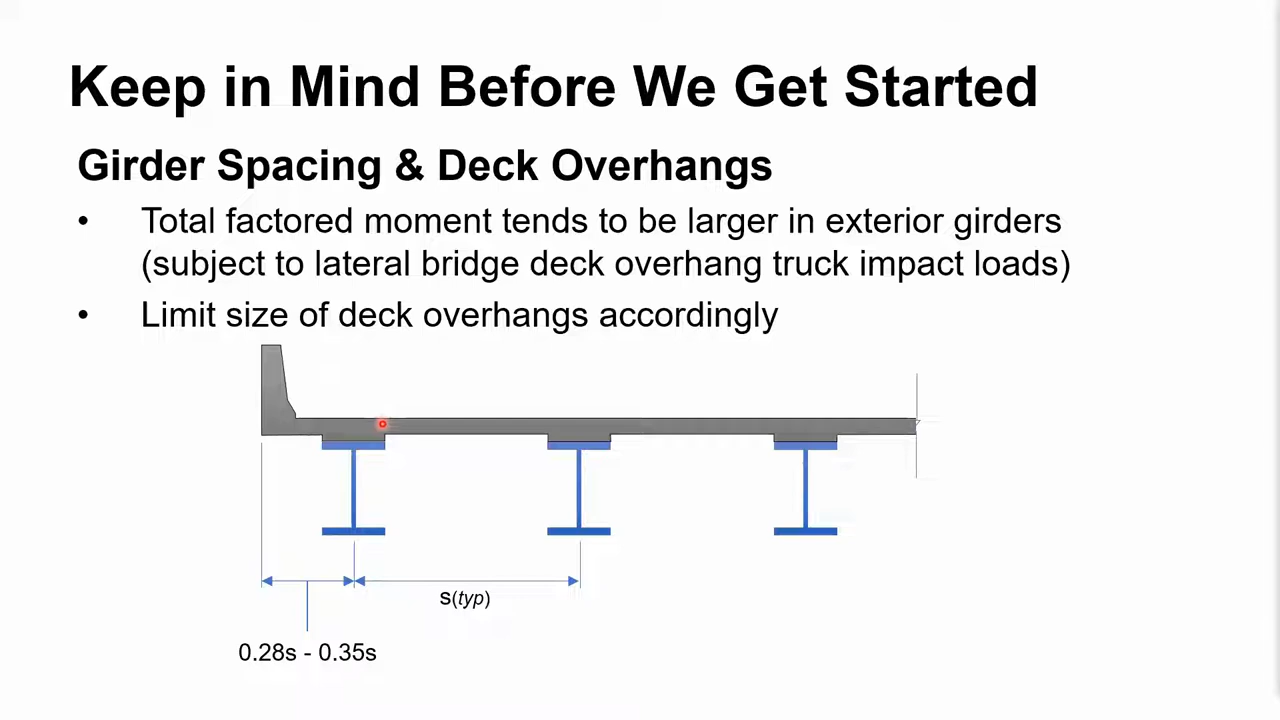 Keep in Mind Before We Get Started
Girder Spacing & Deck Overhangs
• Total factored moment tends to be larger in exterior girders
(subject to lateral bridge deck overhang truck impact loads)
• Limit size of deck overhangs accordingly
s(typ)
0.28s - 0.35s